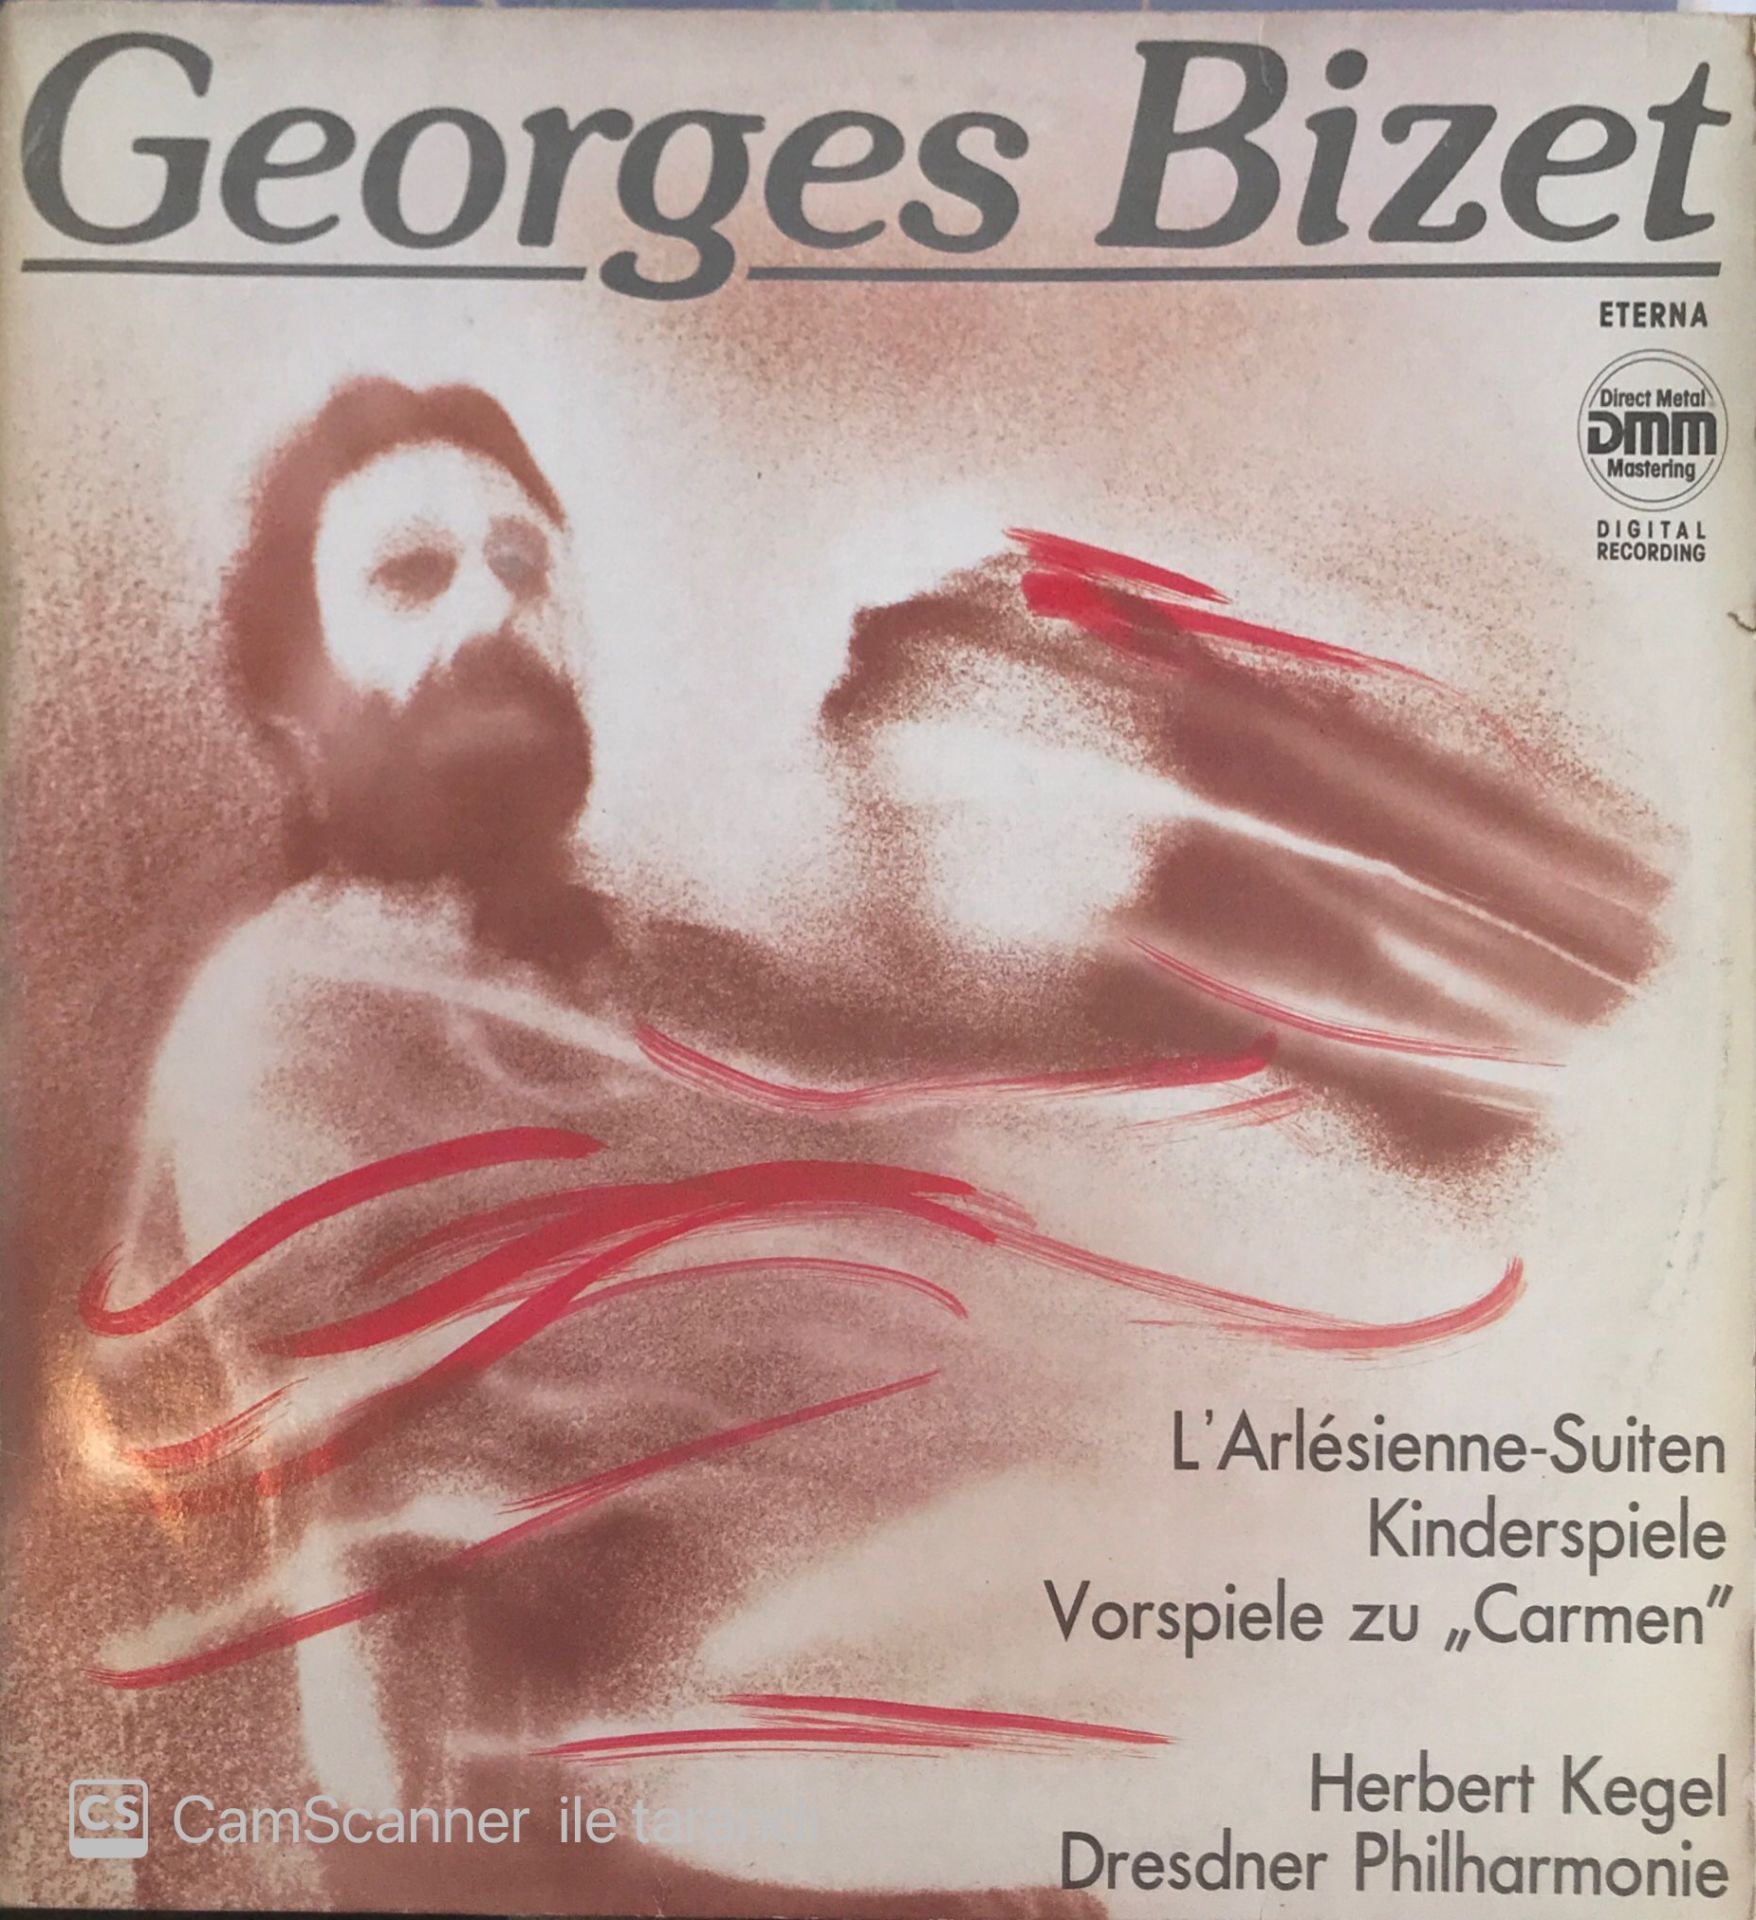 Georges Bizet
ETERNA
Direct Metal
DMM
Mastering
DIGITAL
RECORDING
L'Arlésienne-Suiten
Kinderspiele
Vorspiele zu „Carmen"
Herbert Kegel
Dresdner Philharmonie
CS CamScanner ile tarandı